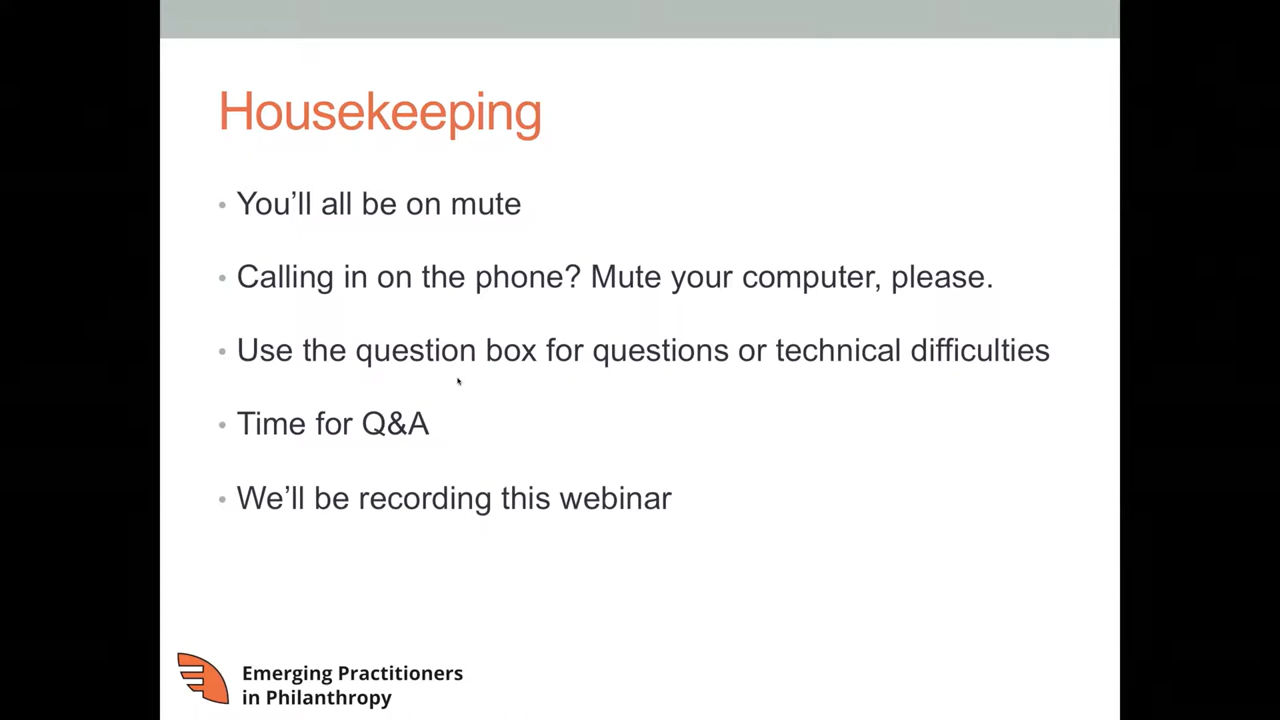 Housekeeping
• You’ll all be on mute
• Calling in on the phone? Mute your computer, please.
• Use the question box for questions or technical difficulties
• Time for Q&A
• We’ll be recording this webinar
Emerging Practitioners
in Philanthropy